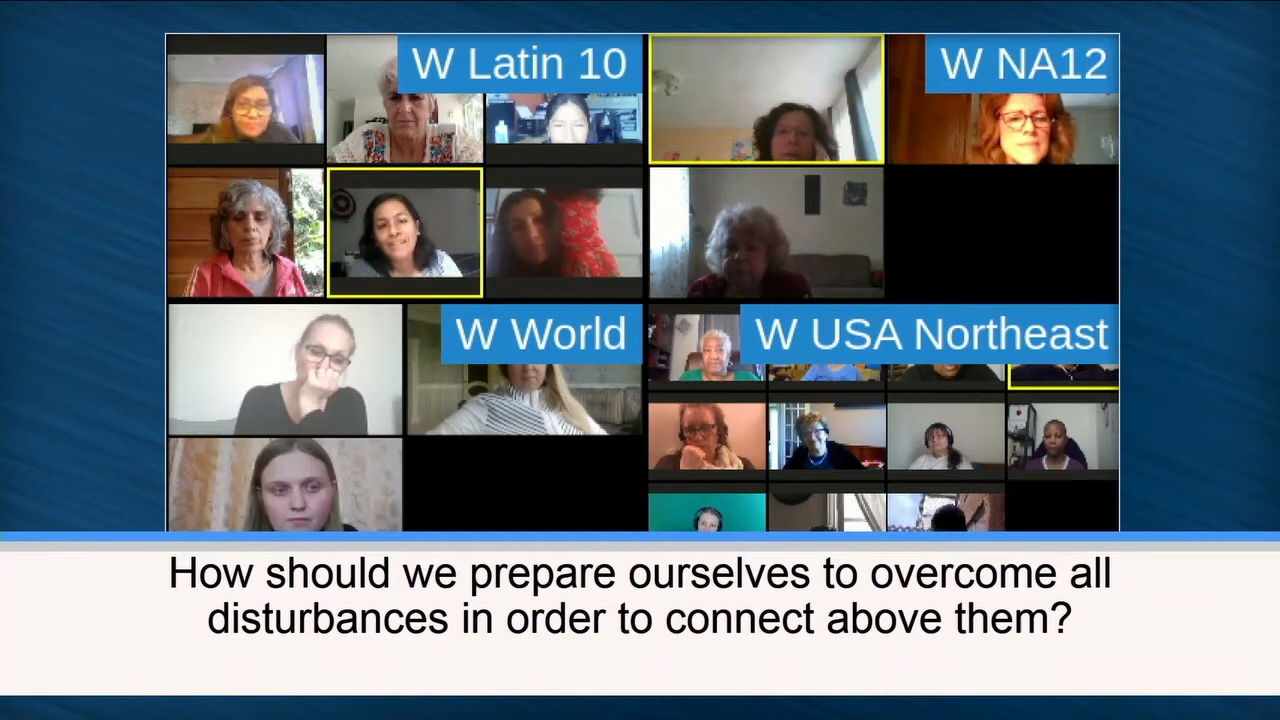 W Latin 10
W NA12
W World
W USA Northeast
How should we prepare ourselves to overcome all
disturbances in order to connect above them?